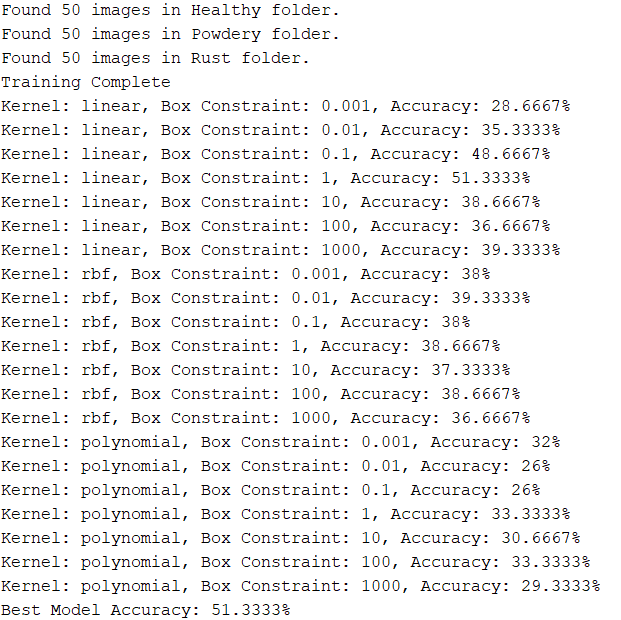 Found 50 images in Healthy folder.
Found 50 images in Powdery folder.
Found 50 images in Rust folder.
Training Complete
Kernel: linear, Box Constraint: 0.001, Accuracy: 28.6667%
Kernel: linear, Box Constraint: 0.01, Accuracy: 35.3333%
Kernel: linear, Box Constraint: 0.1, Accuracy: 48.6667%
Kernel: linear, Box Constraint: 1, Accuracy: 51.3333%
Kernel: linear, Box Constraint: 10, Accuracy: 38.6667%
Kernel: linear, Box Constraint: 100, Accuracy: 36.6667%
Kernel: linear, Box Constraint: 1000, Accuracy: 39.3333%
Kernel: rbf, Box Constraint: 0.001, Accuracy: 38%
Kernel: rbf, Box Constraint: 0.01, Accuracy: 39.3333%
Kernel: rbf, Box Constraint: 0.1, Accuracy: 38%
Kernel: rbf, Box Constraint: 1, Accuracy: 38.6667%
Kernel: rbf, Box Constraint: 10, Accuracy: 37.3333%
Kernel: rbf, Box Constraint: 100, Accuracy: 38.6667%
Kernel: rbf, Box Constraint: 1000, Accuracy: 36.6667%
Kernel: polynomial, Box Constraint: 0.001, Accuracy: 32%
Kernel: polynomial, Box Constraint: 0.01, Accuracy: 26%
Kernel: polynomial, Box Constraint: 0.1, Accuracy: 26%
Kernel: polynomial, Box Constraint: 1, Accuracy: 33.3333%
Kernel: polynomial, Box Constraint: 10, Accuracy: 30.6667%
Kernel: polynomial, Box Constraint: 100, Accuracy: 33.3333%
Kernel: polynomial, Box Constraint: 1000, Accuracy: 29.3333%
Best Model Accuracy: 51.3333%